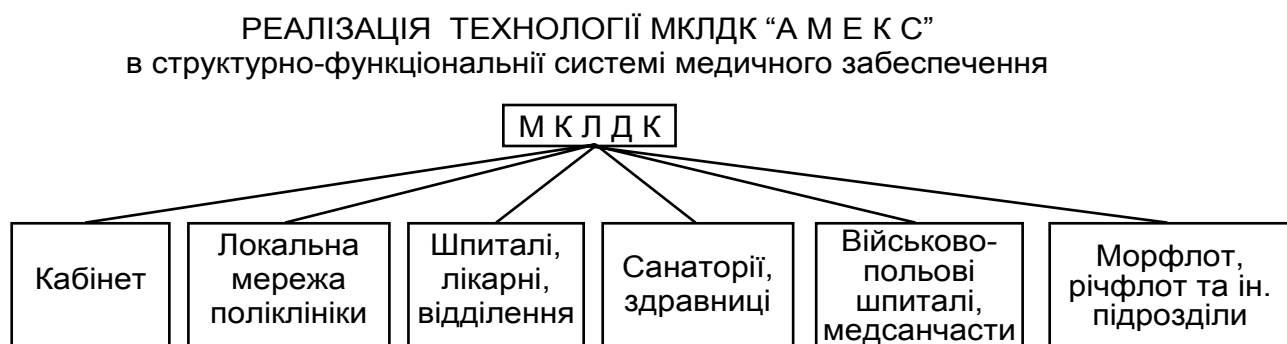 РЕАЛІЗАЦІЯ ТЕХНОЛОГІЇ МКЛДК “А М Е К С”
в структурно-функціональнії системі медичного забеспечення
М К Л Д К
Кабінет
Локальна
мережа
поліклініки
Шпиталі,
лікарні,
відділення
Санаторії,
здравниці
Військово-
польові
шпиталі,
медсанчасти
Морфлот,
річфлот та ін.
підрозділи